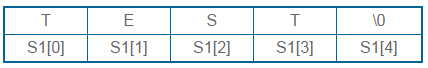 T E S T \0
S1[0] S1[1] S1[2] S1[3] S1[4]